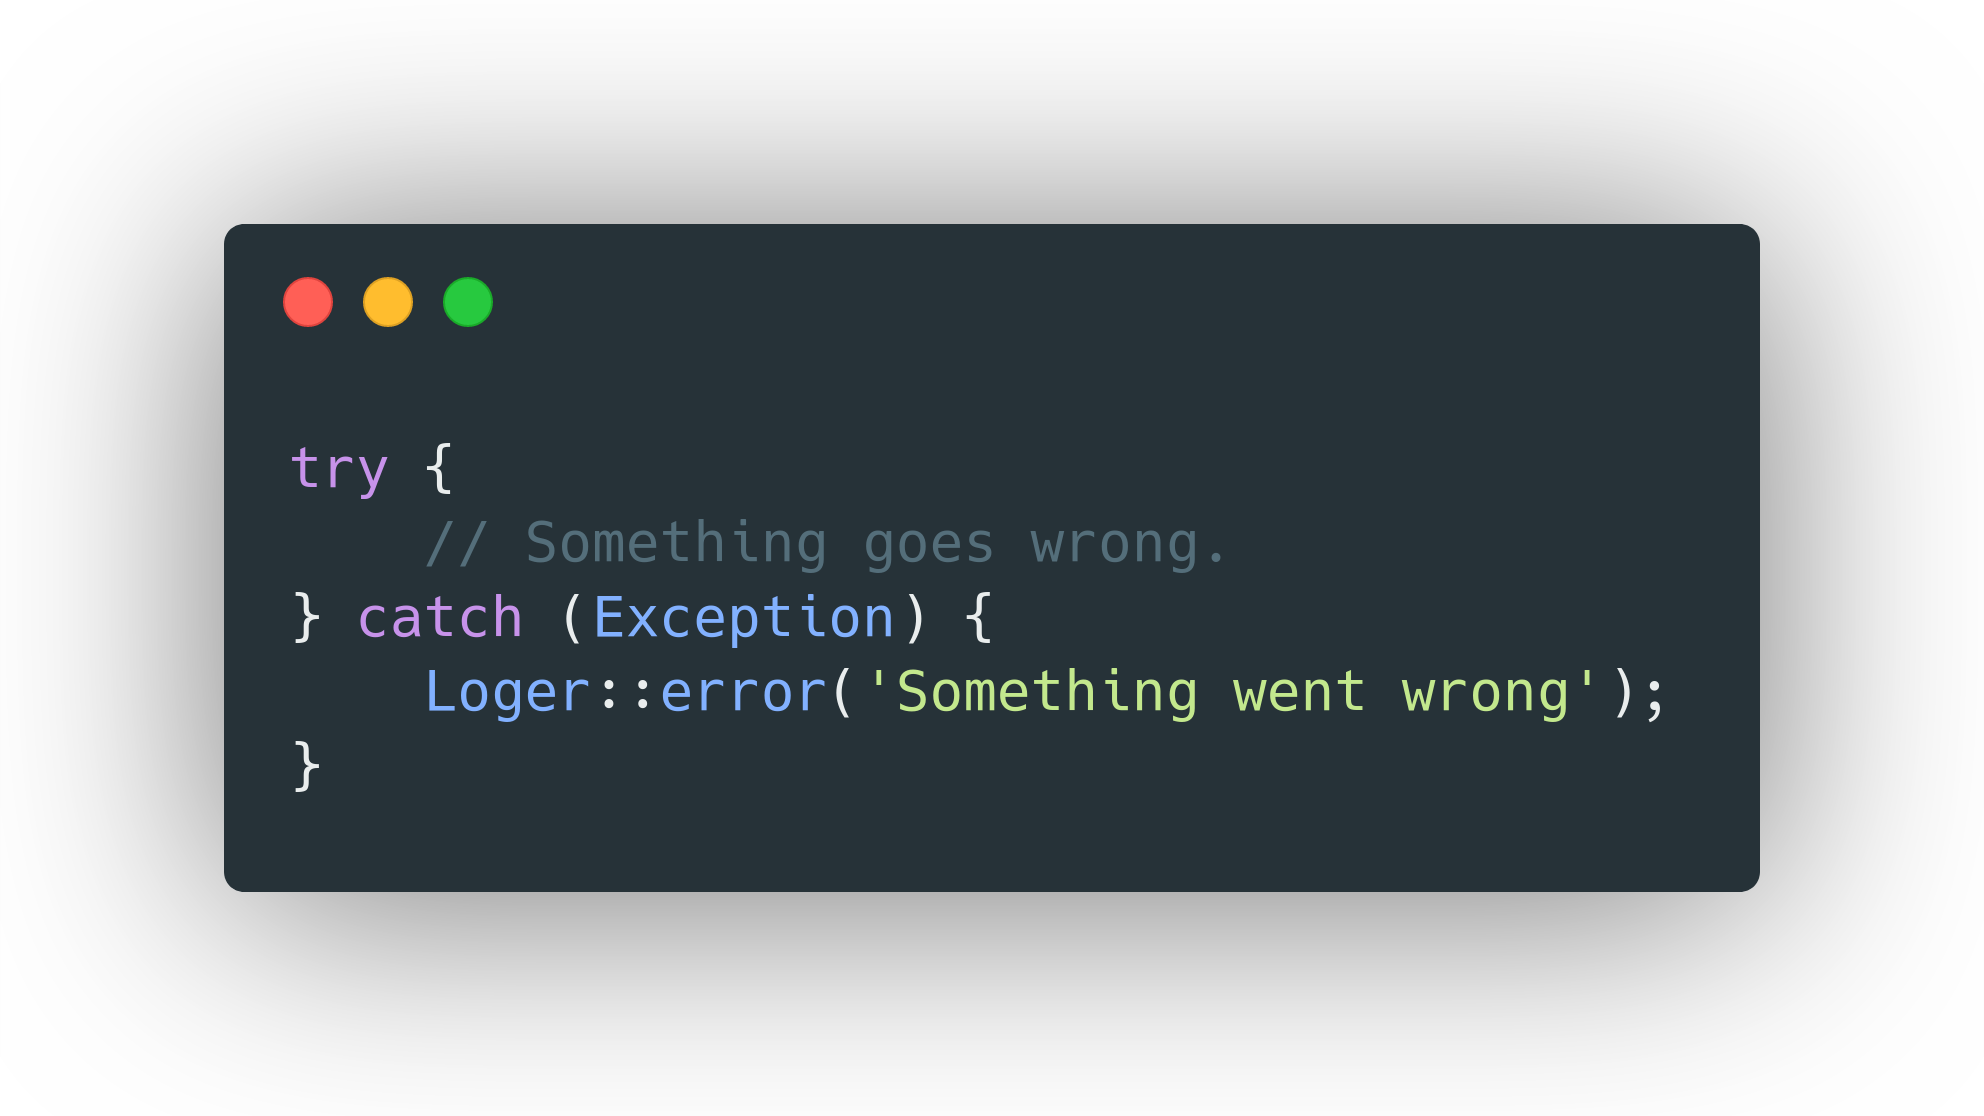 try {
    // Something goes wrong.
} catch (Exception) {
    Loger::error('Something went wrong');
}